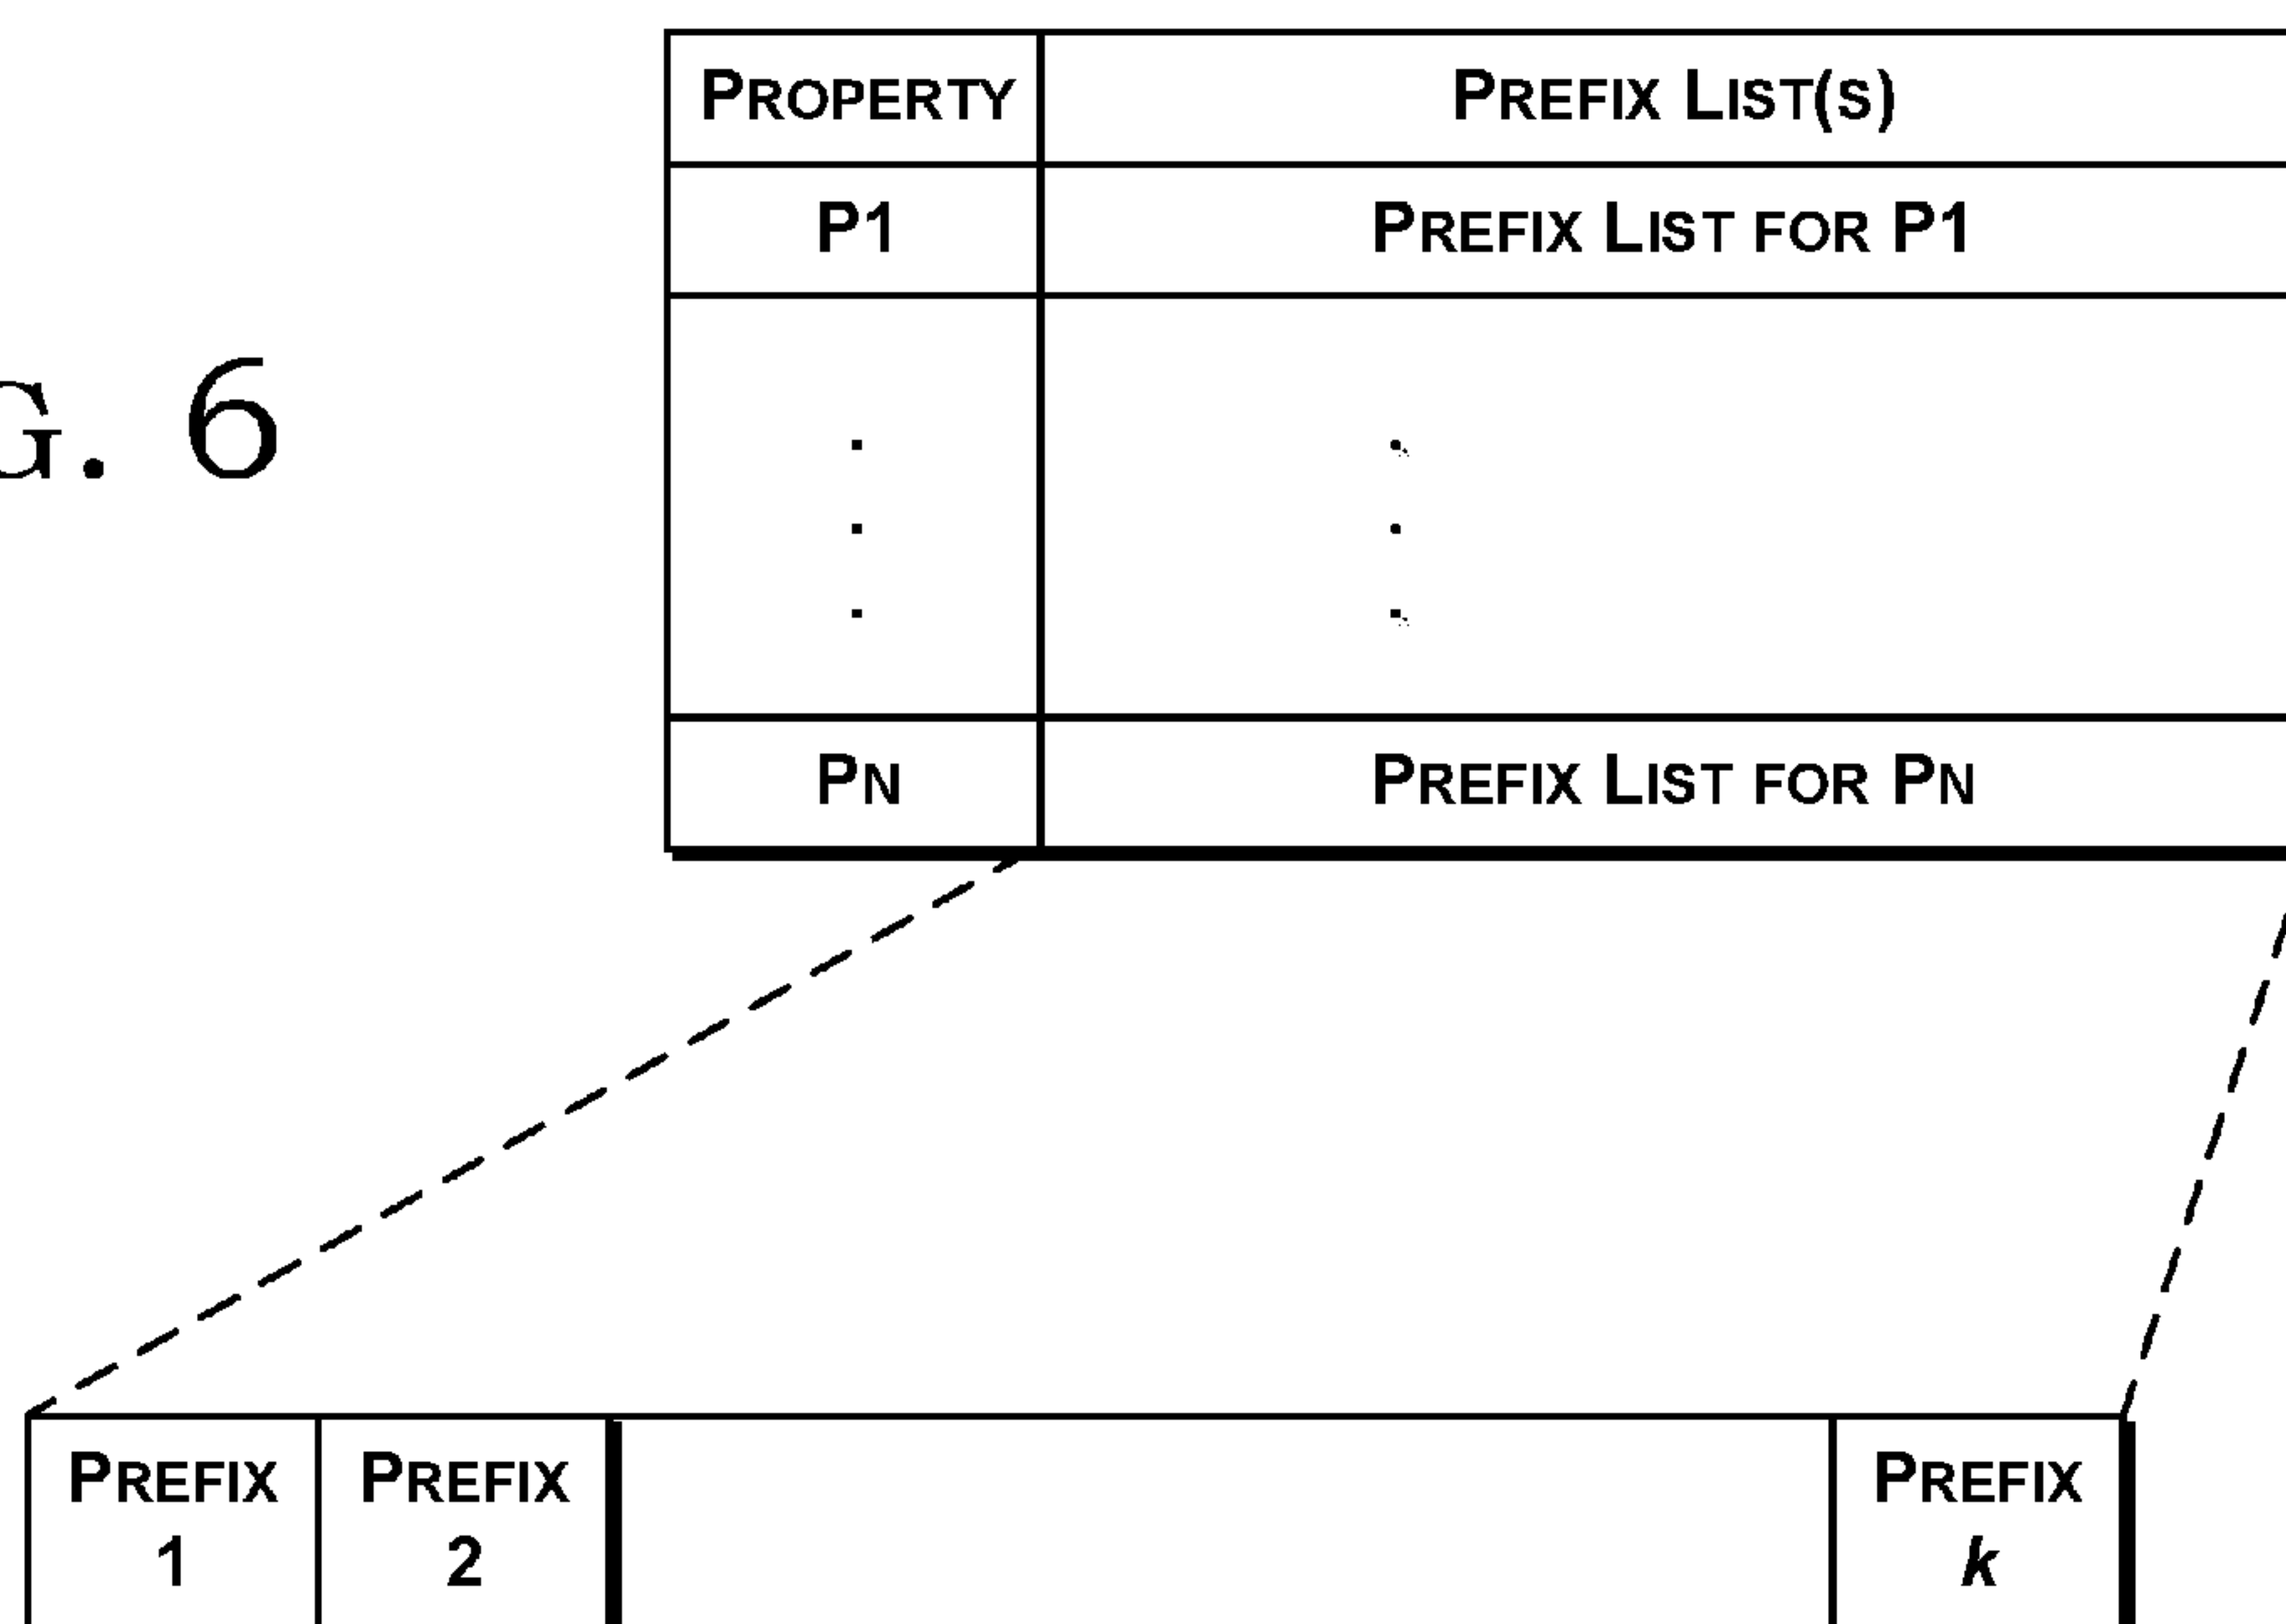 PROPERTY PREFIX LIST(S)
P1 PREFIX LIST FOR P1
G. 6
PN PREFIX LIST FOR PN
PREFIX PREFIX PREFIX
1 2 k